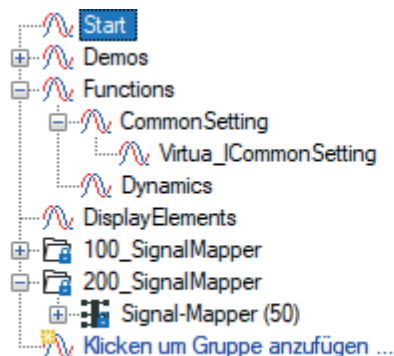 Start
Demos
Functions
CommonSetting
Virtua_lCommonSetting
Dynamics
DisplayElements
100_SignalMapper
200_SignalMapper
Signal-Mapper (50)
Klicken um Gruppe anzufügen ...